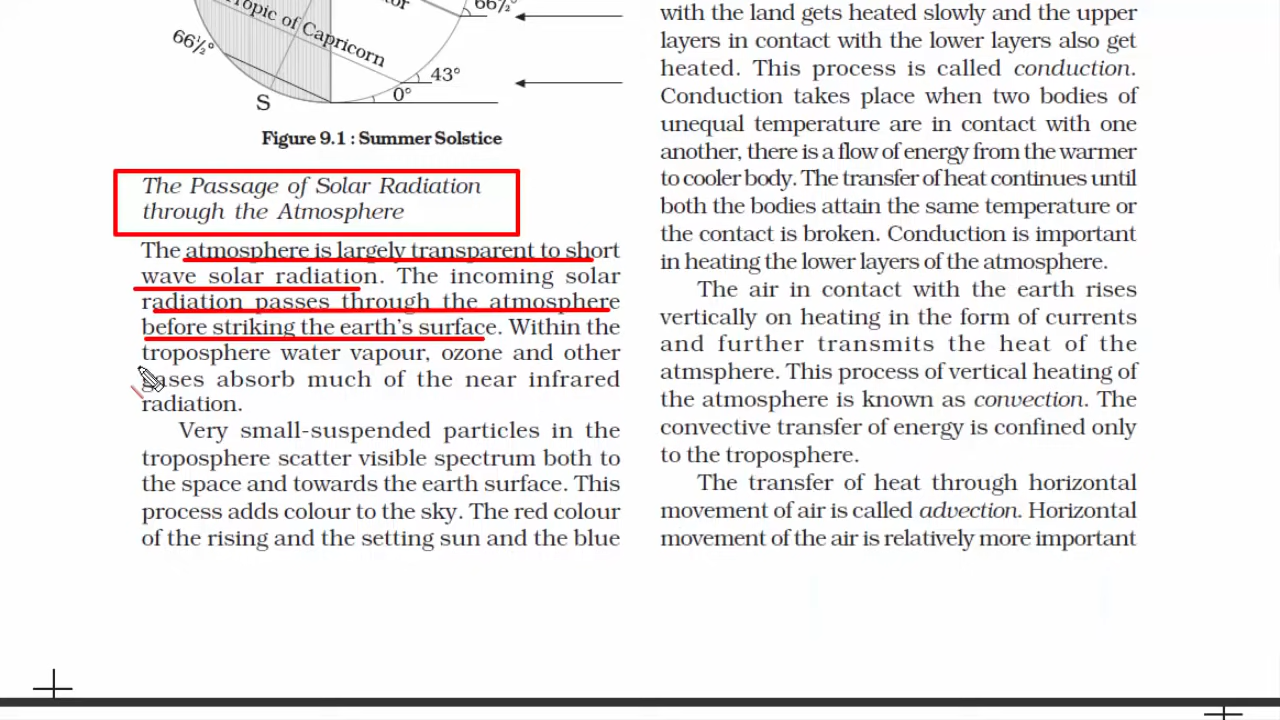 66½°
Tropic of Capricorn
66½°
43°
0°
S
Figure 9.1 : Summer Solstice
The Passage of Solar Radiation
through the Atmosphere
The atmosphere is largely transparent to short
wave solar radiation. The incoming solar
radiation passes through the atmosphere
before striking the earth's surface. Within the
troposphere water vapour, ozone and other
gases absorb much of the near infrared
radiation.
Very small-suspended particles in the
troposphere scatter visible spectrum both to
the space and towards the earth surface. This
process adds colour to the sky. The red colour
of the rising and the setting sun and the blue
with the land gets heated slowly and the upper
layers in contact with the lower layers also get
heated. This process is called conduction.
Conduction takes place when two bodies of
unequal temperature are in contact with one
another, there is a flow of energy from the warmer
to cooler body. The transfer of heat continues until
both the bodies attain the same temperature or
the contact is broken. Conduction is important
in heating the lower layers of the atmosphere.
The air in contact with the earth rises
vertically on heating in the form of currents
and further transmits the heat of the
atmsphere. This process of vertical heating of
the atmosphere is known as convection. The
convective transfer of energy is confined only
to the troposphere.
The transfer of heat through horizontal
movement of air is called advection. Horizontal
movement of the air is relatively more important